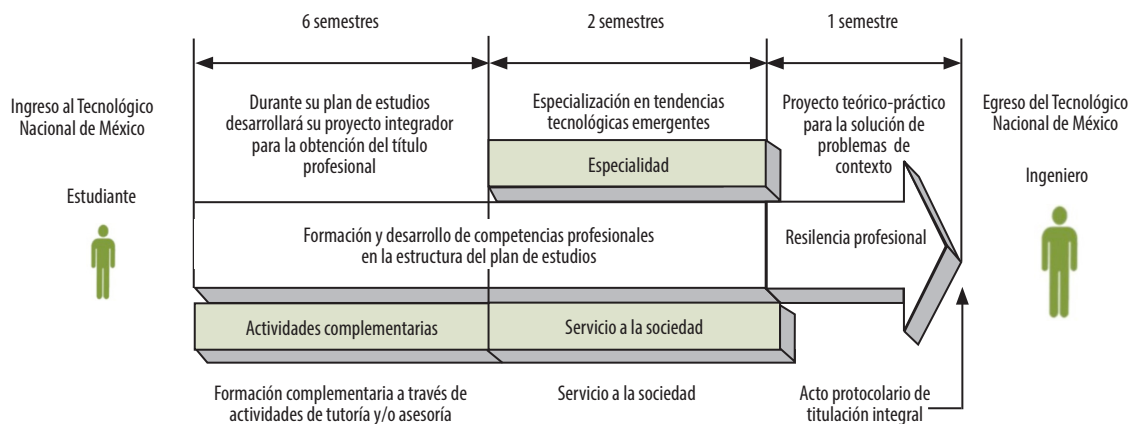 6 semestres
2 semestres
1 semestre
Ingreso al Tecnológico
Nacional de México
Durante su plan de estudios
desarrollará su proyecto integrador
para la obtención del título
profesional
Especialización en tendencias
tecnológicas emergentes
Proyecto teórico-práctico
para la solución de
problemas de
contexto
Egreso del Tecnológico
Nacional de México
Especialidad
Estudiante
Ingeniero
Formación y desarrollo de competencias profesionales
en la estructura del plan de estudios
Resilencia profesional
Actividades complementarias
Servicio a la sociedad
Formación complementaria a través de
actividades de tutoría y/o asesoría
Servicio a la sociedad
Acto protocolario de
titulación integral